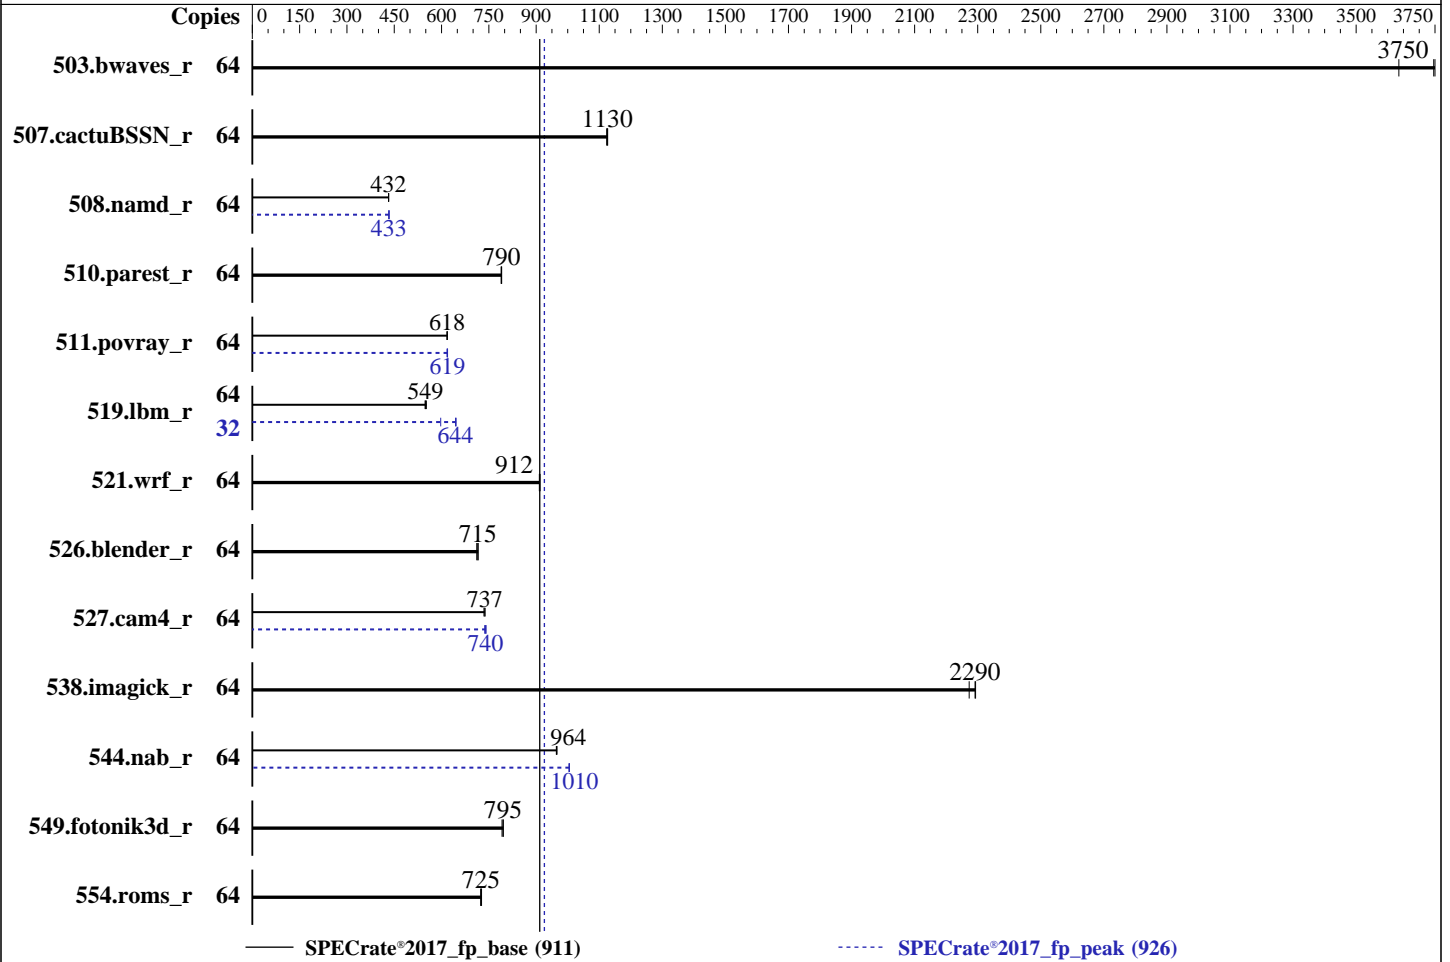 Copies 0 150 300 450 600 750 900 1100 1300 1500 1700 1900 2100 2300 2500 2700 2900 3100 3300 3500 3750
503.bwaves_r 64 3750
507.cactuBSSN_r 64 1130
508.namd_r 64 432
433
510.parest_r 64 790
511.povray_r 64 618
619
519.lbm_r 64 549
32 644
521.wrf_r 64 912
526.blender_r 64 715
527.cam4_r 64 737
740
538.imagick_r 64 2290
544.nab_r 64 964
1010
549.fotonik3d_r 64 795
554.roms_r 64 725
SPECrate®2017_fp_base (911) SPECrate®2017_fp_peak (926)